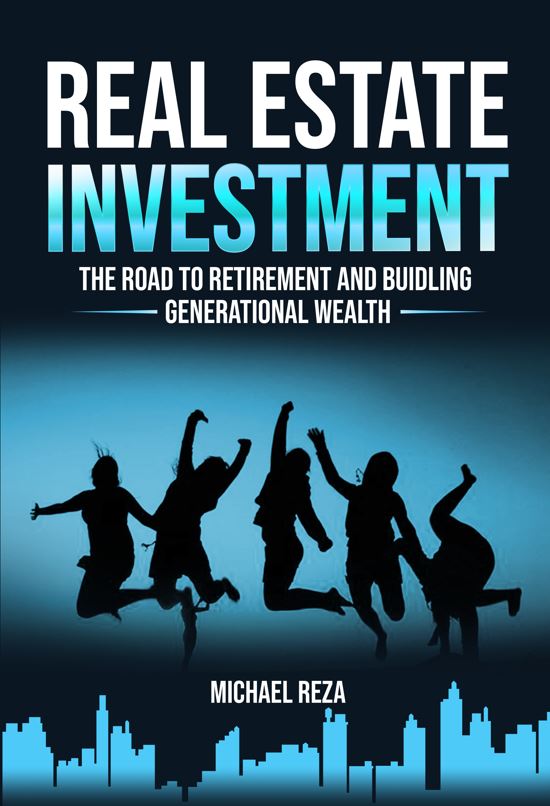 REAL ESTATE
INVESTMENT
THE ROAD TO RETIREMENT AND BUIDLING
GENERATIONAL WEALTH
MICHAEL REZA